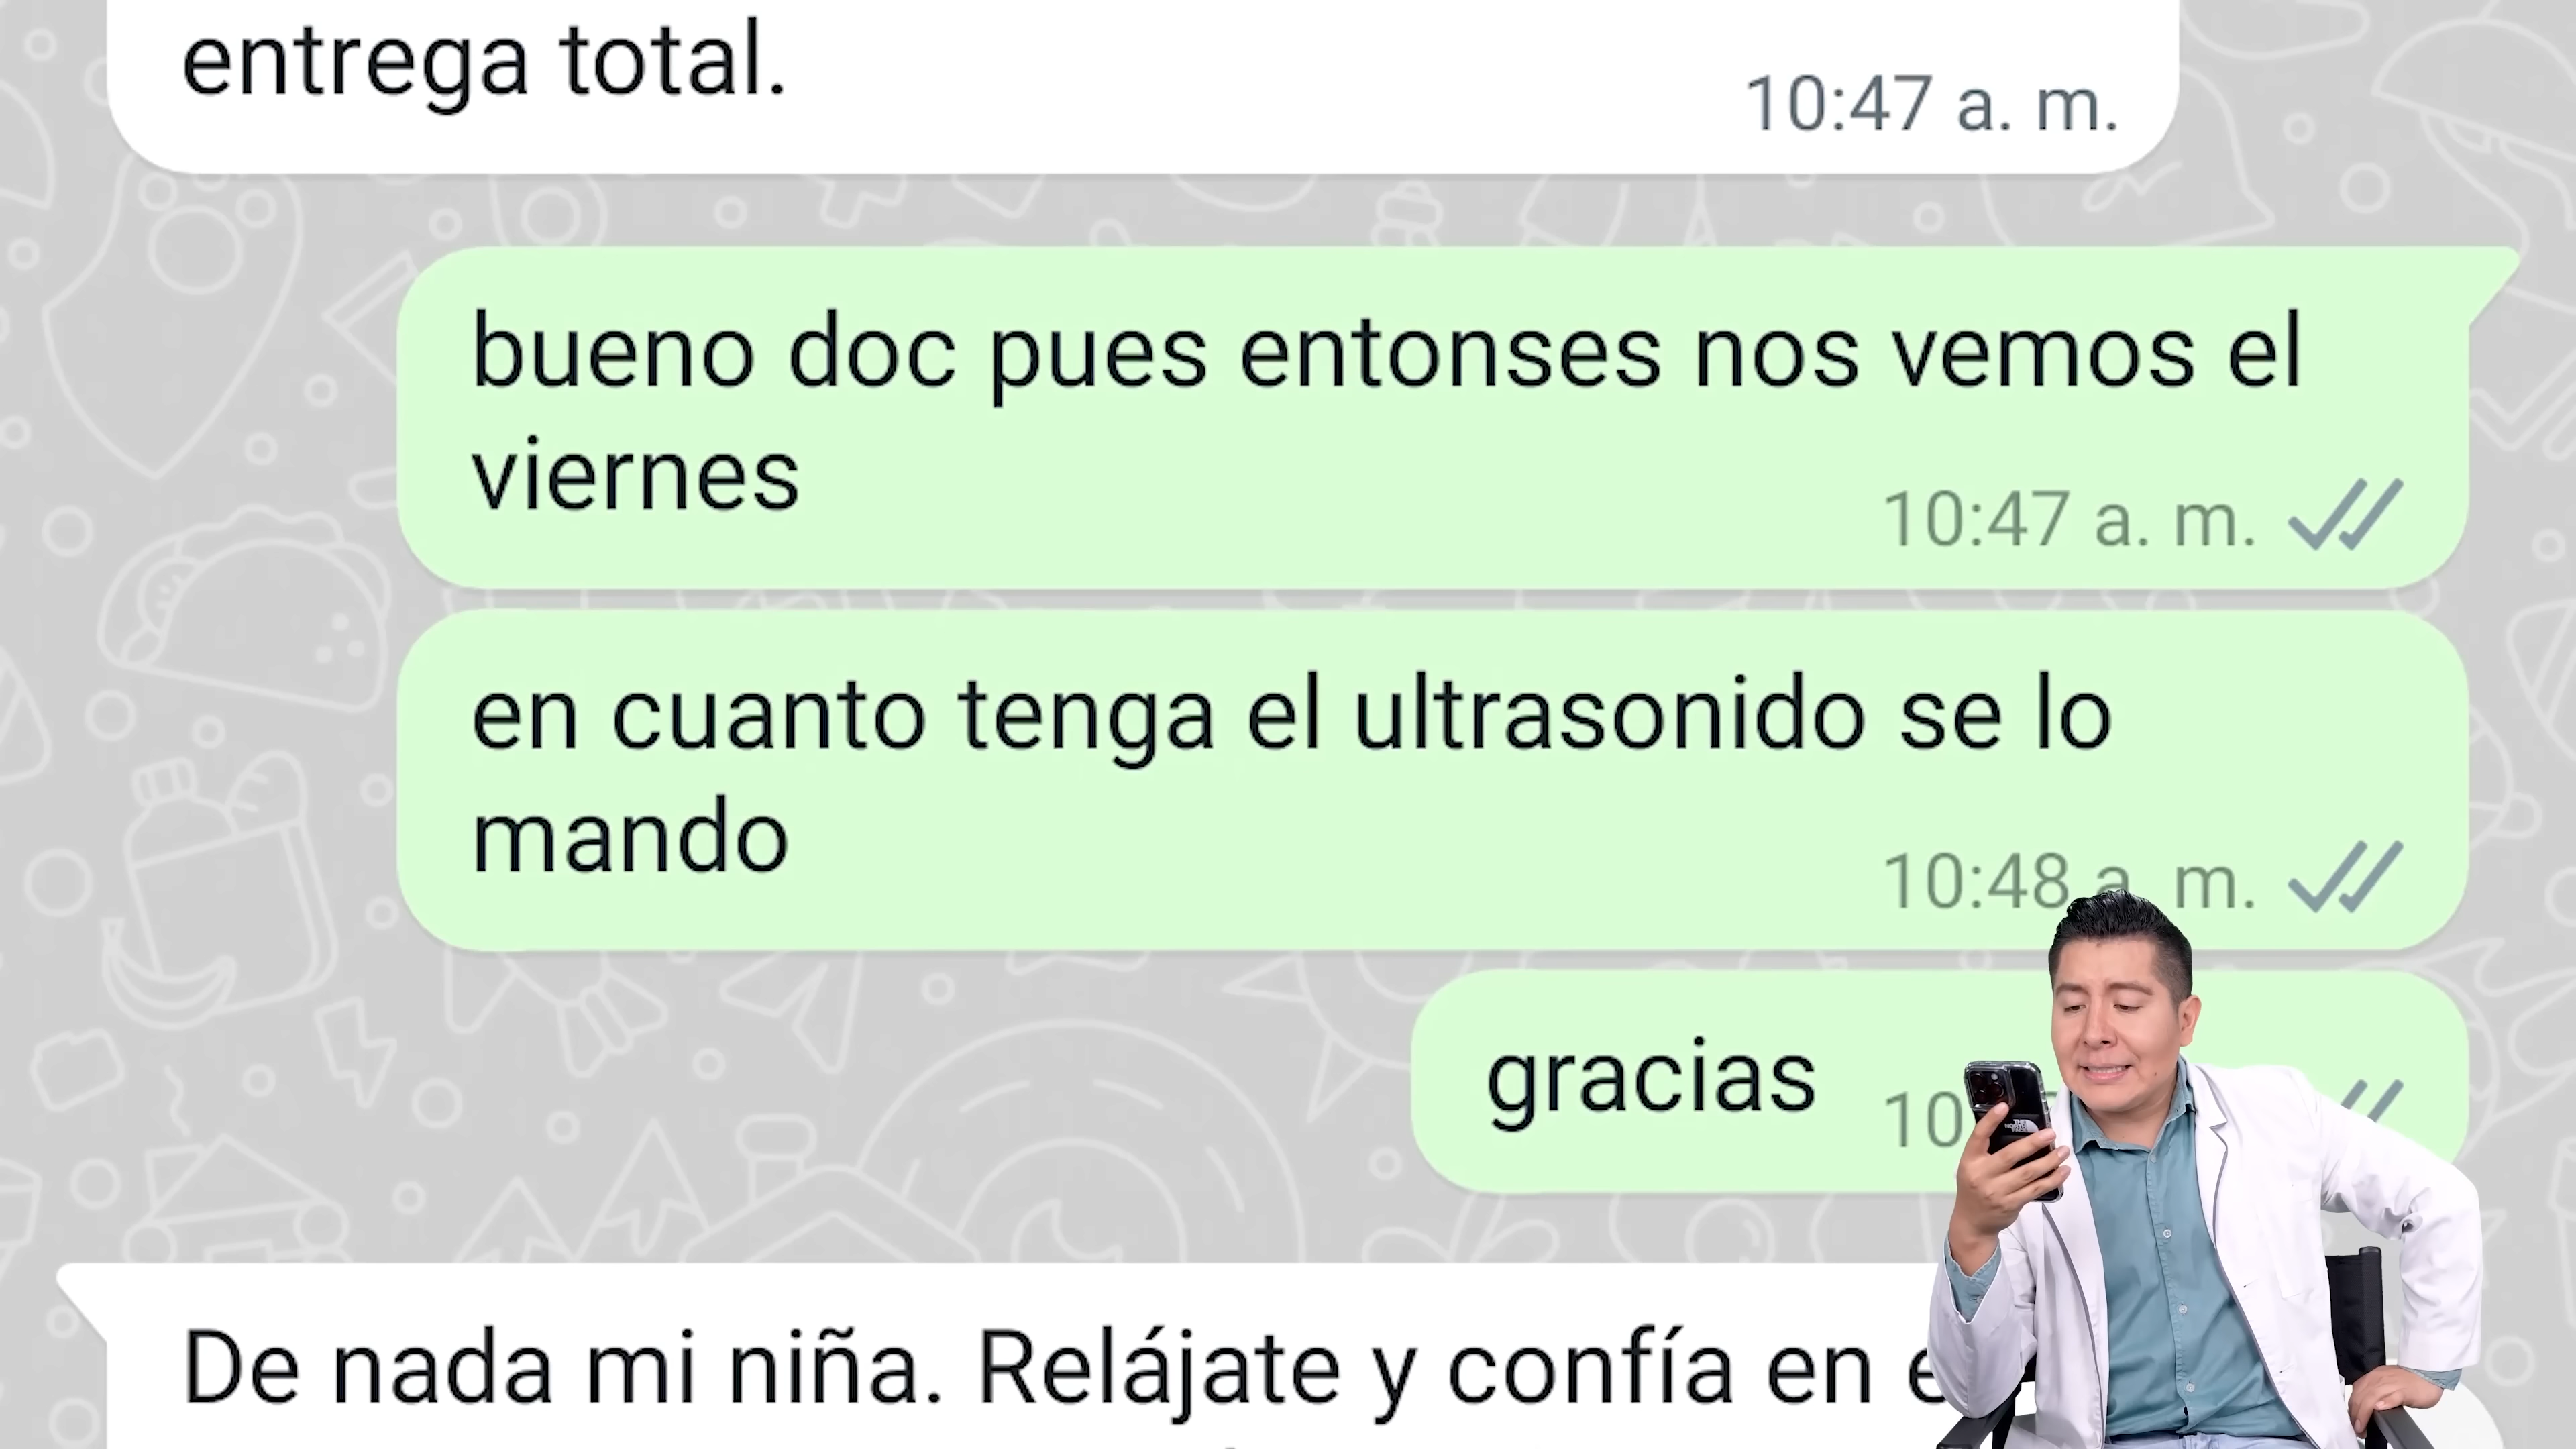 entrega total.
10:47 a. m.
bueno doc pues entonses nos vemos el
viernes
10:47 a. m.
en cuanto tenga el ultrasonido se lo
mando
10:48 a. m.
gracias
10
De nada mi niña. Relájate y confía en